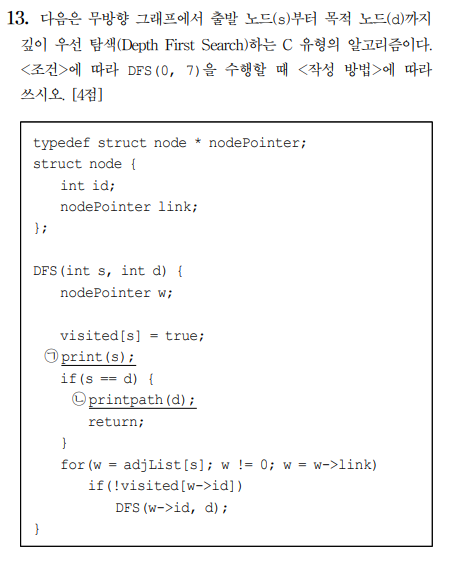 13. 다음은 무방향 그래프에서 출발 노드(s)부터 목적 노드(d)까지
깊이 우선 탐색(Depth First Search)하는 C 유형의 알고리즘이다.
<조건>에 따라 DFS(0, 7)을 수행할 때 <작성 방법>에 따라
쓰시오. [4점]
typedef struct node * nodePointer;
struct node {
int id;
nodePointer link;
};
DFS(int s, int d) {
nodePointer w;
visited[s] = true;
㉠ print(s);
if(s == d) {
㉡ printpath(d);
return;
}
for(w = adjList[s]; w != 0; w = w->link)
if(!visited[w->id])
DFS(w->id, d);
}